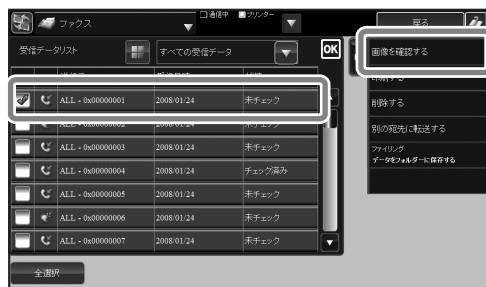 ファクス
通信中 プリンター
戻る
受信データリスト
すべての受信データ
OK
画像を確認する
ALL - 0x00000001 2008/01/24 未チェック
削除する
別の宛先に転送する
ALL - 0x00000003 2008/01/24 未チェック
ファイリング
データをフォルダーに保存する
ALL - 0x00000004 2008/01/24 チェック済み
ALL - 0x00000005 2008/01/24 未チェック
ALL - 0x00000006 2008/01/24 未チェック
ALL - 0x00000007 2008/01/24 未チェック
全選択